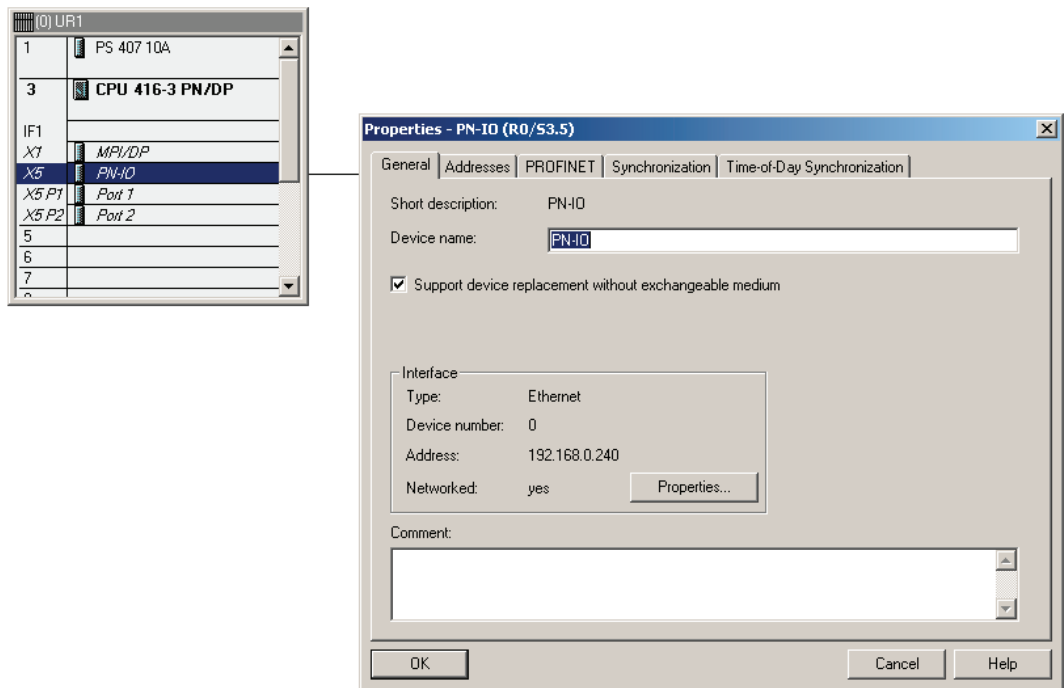 (0) UR1
1 PS 407 10A
3 CPU 416-3 PN/DP
IF1
X1 MPI/DP
X5 PN-IO
X5 P1 Port 1
X5 P2 Port 2
5
6
7
Properties - PN-IO (R0/S3.5)
General Addresses PROFINET Synchronization Time-of-Day Synchronization
Short description: PN-IO
Device name: PN-IO
Support device replacement without exchangeable medium
Interface
Type: Ethernet
Device number: 0
Address: 192.168.0.240
Networked: yes Properties...
Comment:
OK Cancel Help